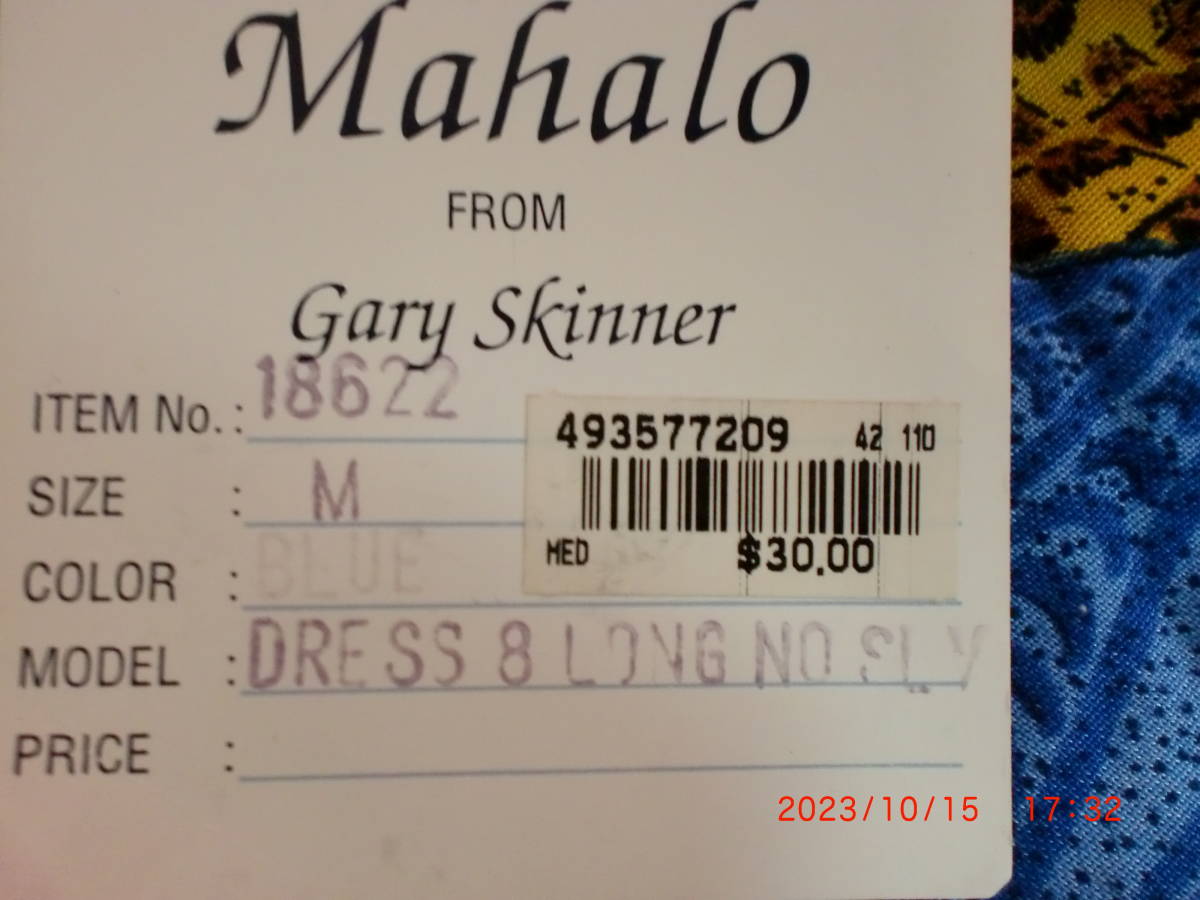 Mahalo
FROM
Gary Skinner
ITEM No. : 18622
SIZE : M
COLOR : BLUE
MODEL : DRESS 8 LONG NO SLV
PRICE :
493577209 42 110
MED $30.00
2023/10/15 17:32